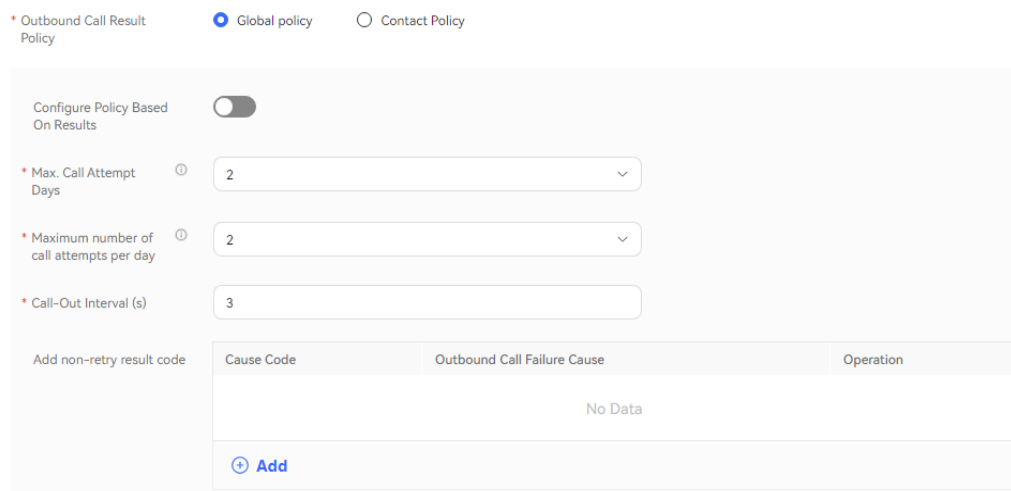 * Outbound Call Result Policy
Global policy
Contact Policy
Configure Policy Based On Results
* Max. Call Attempt Days
2
* Maximum number of call attempts per day
2
* Call-Out Interval (s)
3
Add non-retry result code
Cause Code
Outbound Call Failure Cause
Operation
No Data
Add